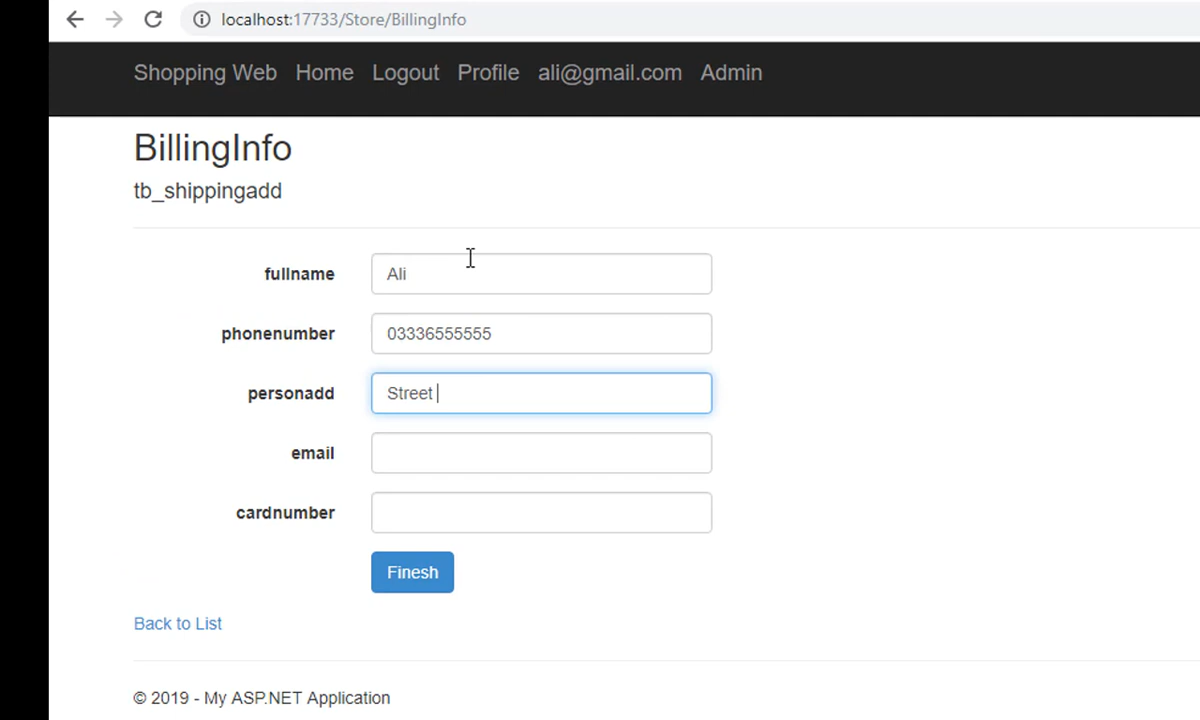 localhost:17733/Store/BillingInfo
Shopping Web Home Logout Profile ali@gmail.com Admin
BillingInfo
tb_shippingadd
fullname Ali
phonenumber 03336555555
personadd Street
email
cardnumber
Finesh
Back to List
© 2019 - My ASP.NET Application